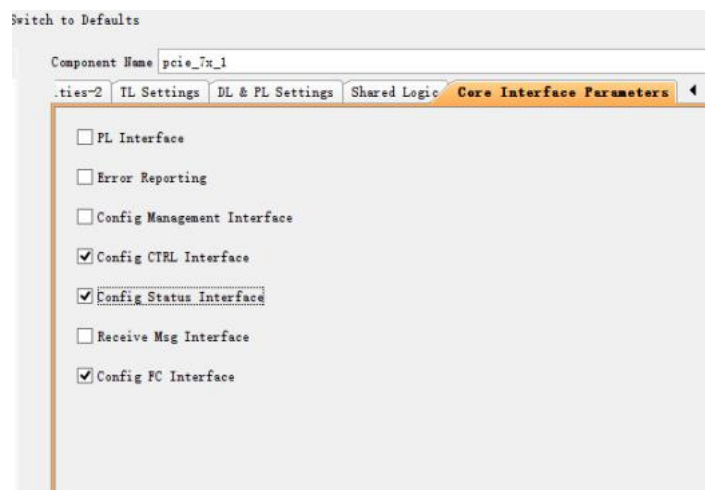 Switch to Defaults
Component Name pcie_7x_1
.ties-2 TL Settings DL & PL Settings Shared Logic Core Interface Parameters
PL Interface
Error Reporting
Config Management Interface
Config CTRL Interface
Config Status Interface
Receive Msg Interface
Config FC Interface